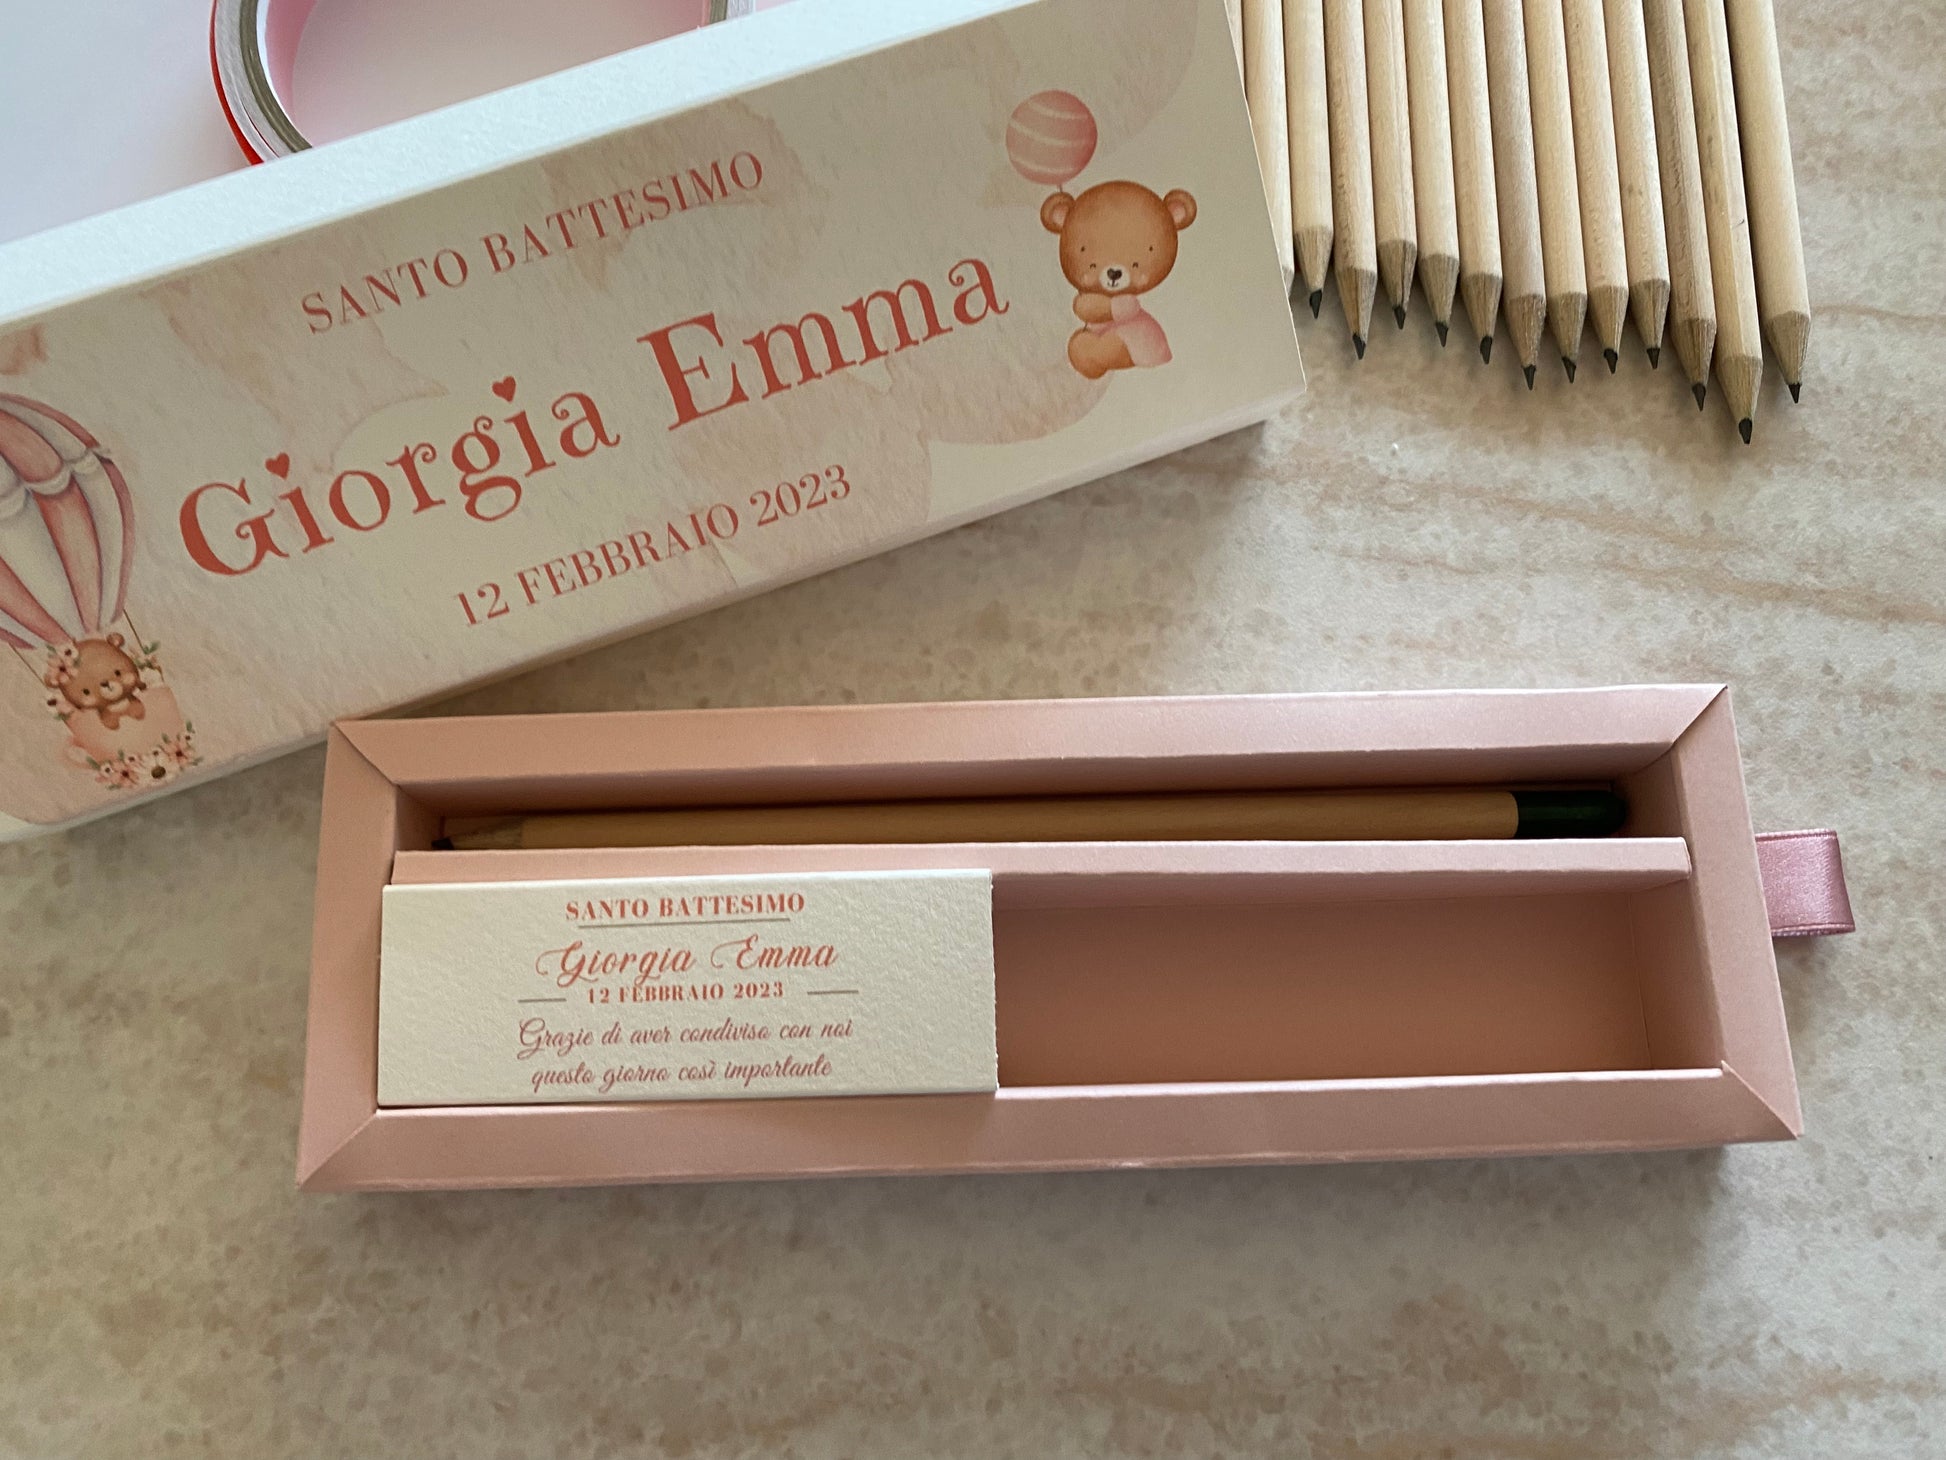 SANTO BATTESIMO
Giorgia Emma
12 FEBBRAIO 2023
SANTO BATTESIMO
Giorgia Emma
12 FEBBRAIO 2023
Grazie di aver condiviso con noi
questo giorno così importante